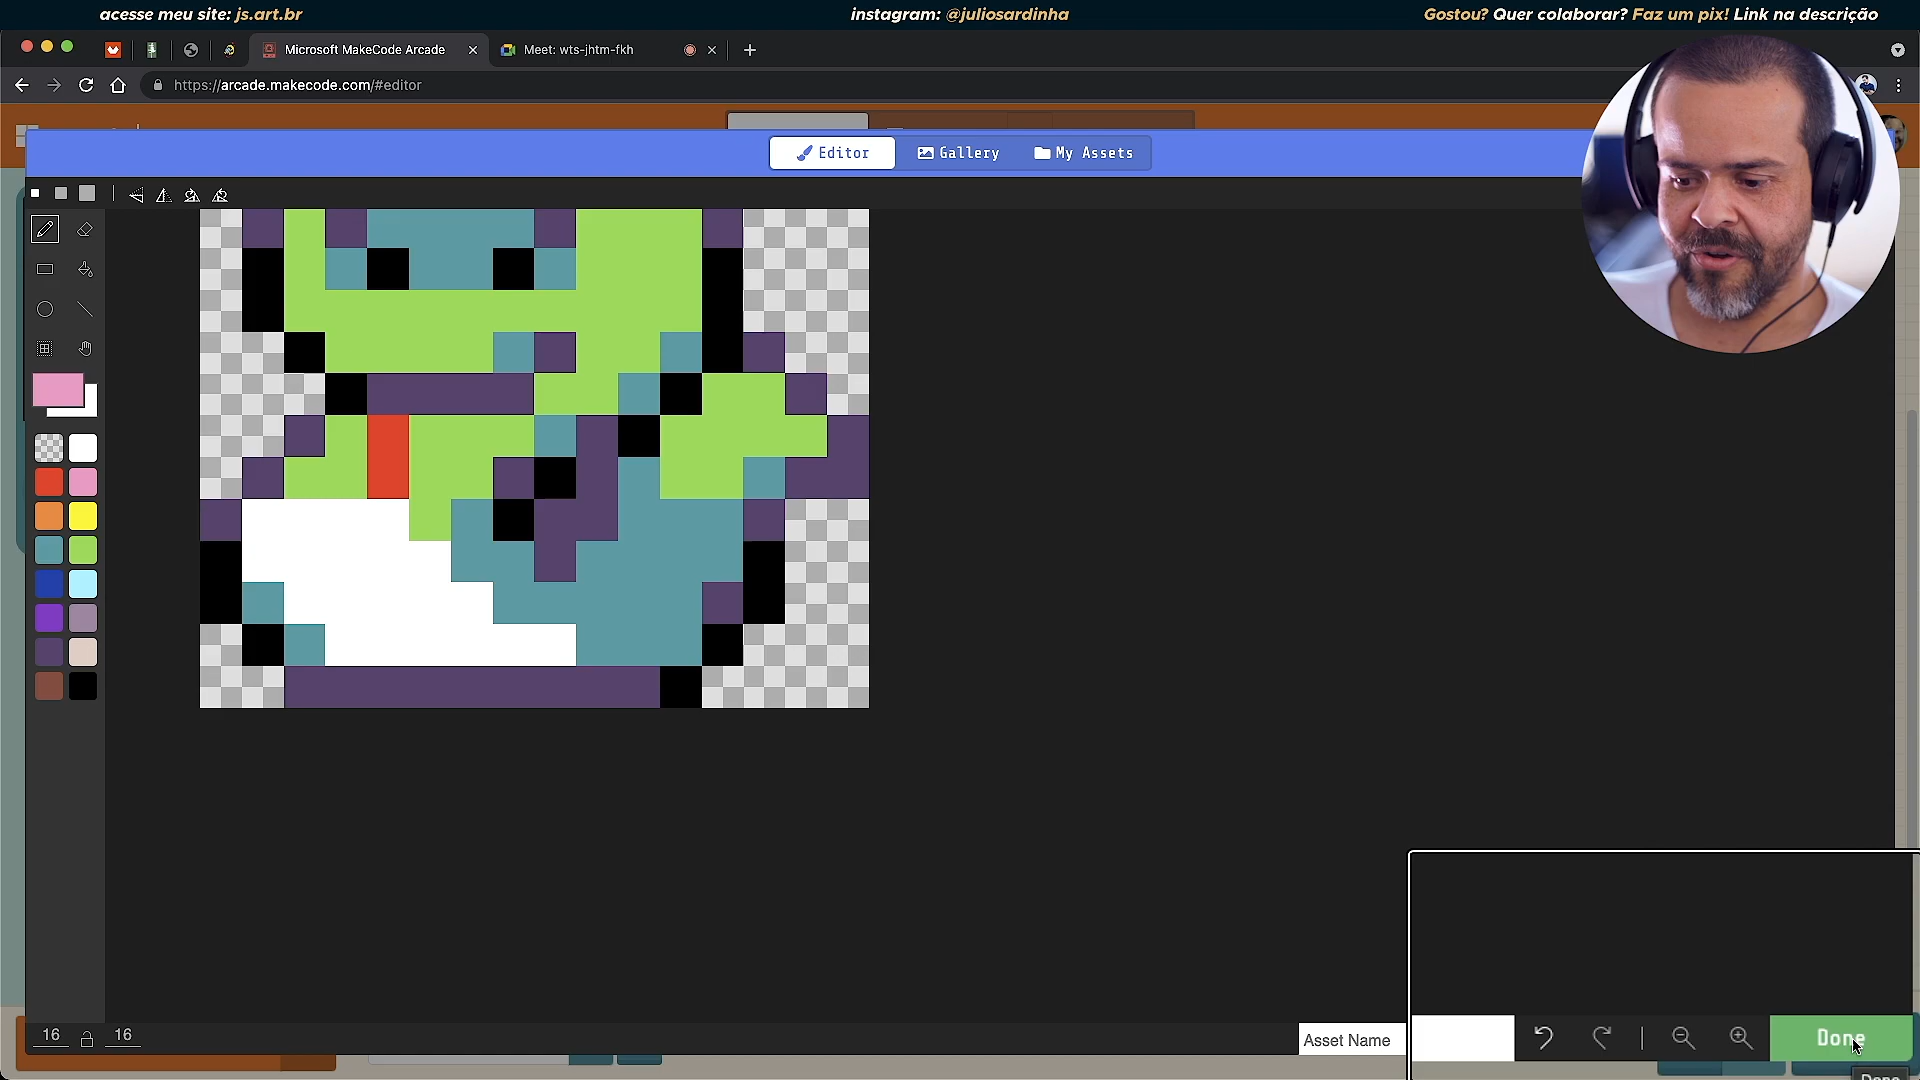 acesse meu site: js.art.br
instagram: @juliosardinha
Gostou? Quer colaborar? Faz um pix! Link na descrição
Microsoft MakeCode Arcade
Meet: wts-jhtm-fkh
https://arcade.makecode.com/#editor
Editor
Gallery
My Assets
16
16
Asset Name
Done
Done